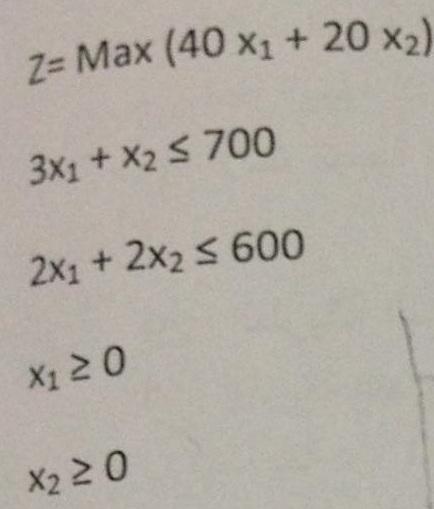 Z= Max (40 x₁ + 20 x₂)
3x₁ + x₂ ≤ 700
2x₁ + 2x₂ ≤ 600
x₁ ≥ 0
x₂ ≥ 0